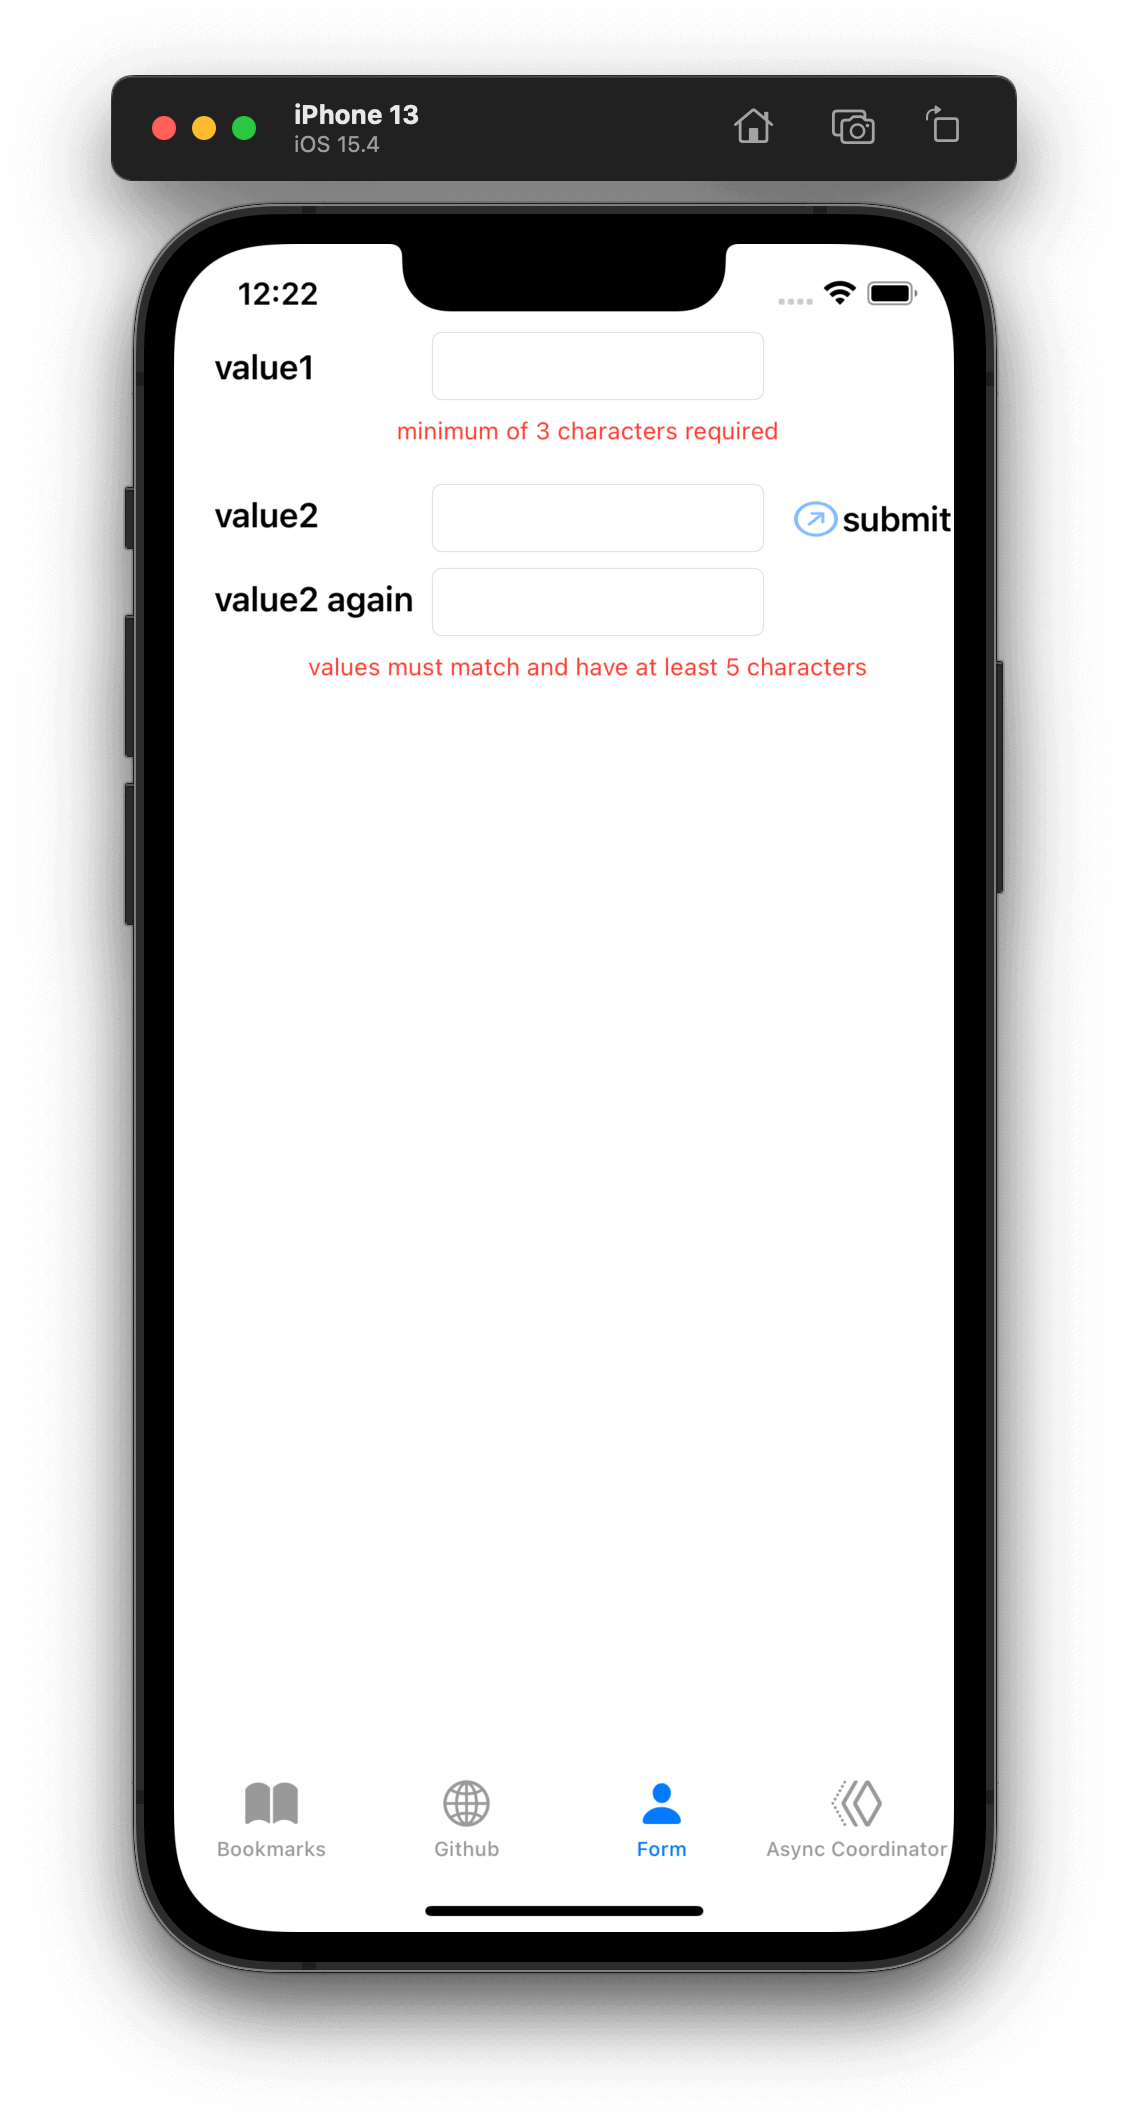 iPhone 13
iOS 15.4
12:22
value1
minimum of 3 characters required
value2
submit
value2 again
values must match and have at least 5 characters
Bookmarks
Github
Form
Async Coordinator